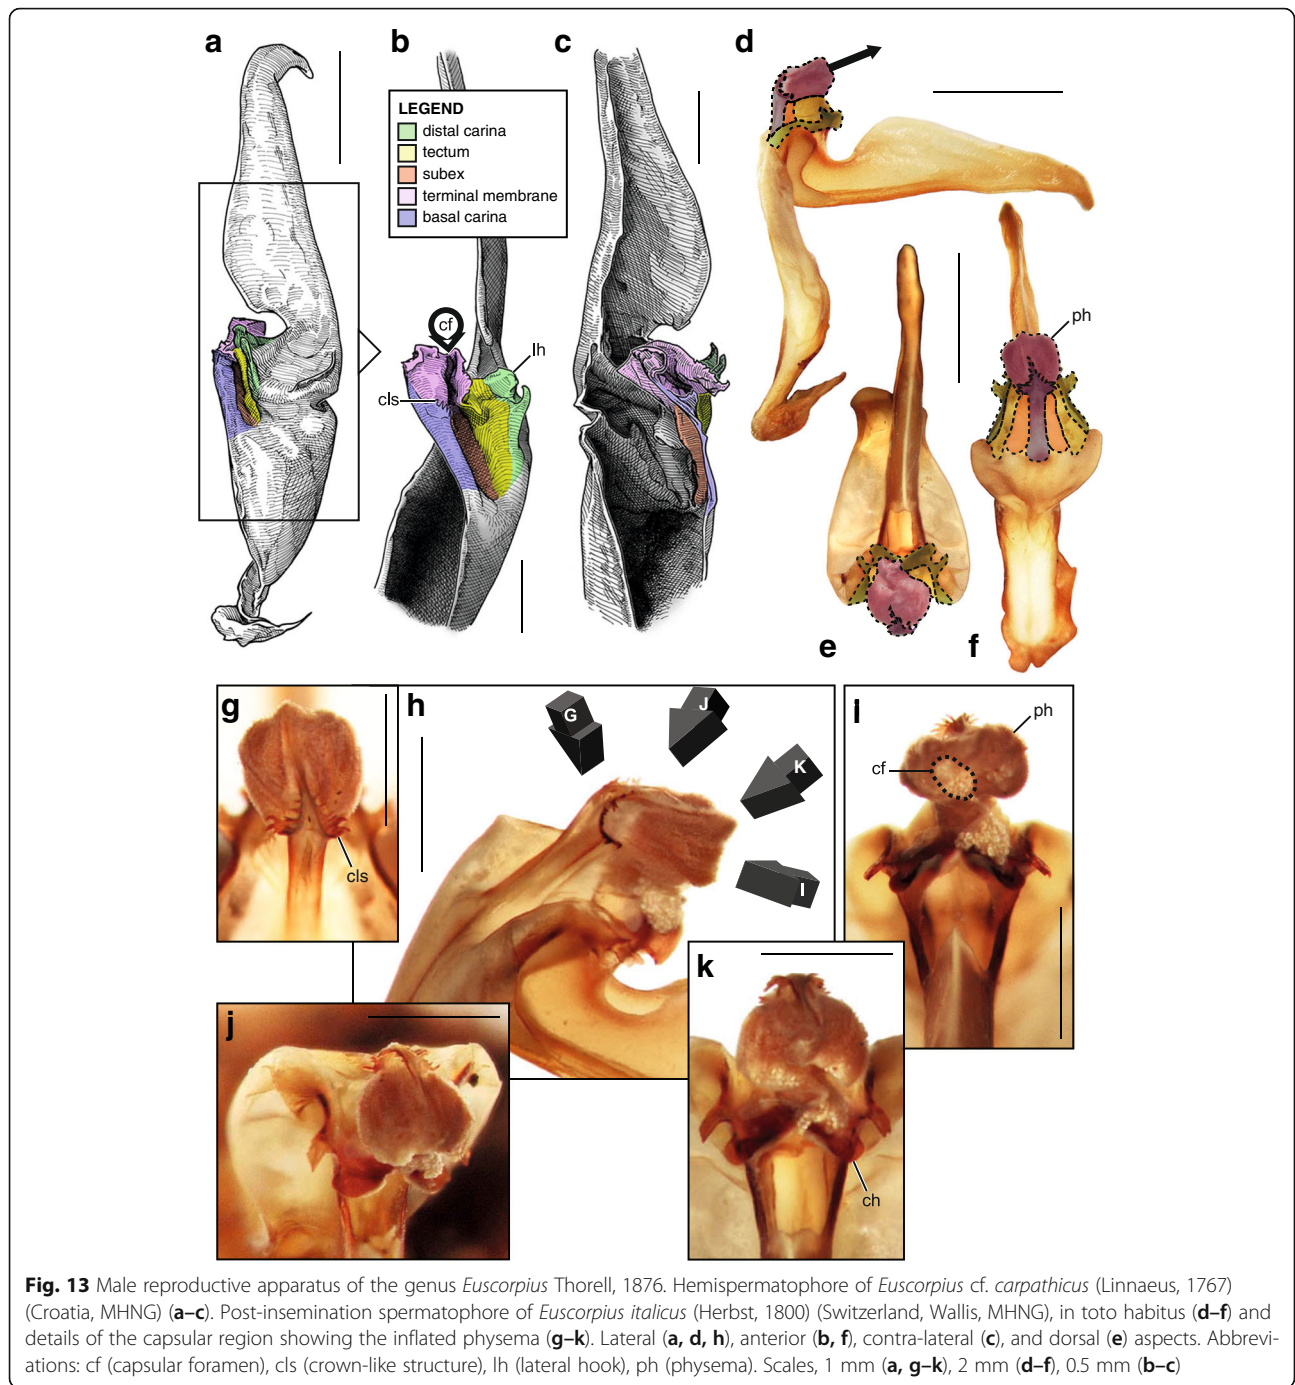 a
b
c
d
LEGEND
distal carina
tectum
subex
terminal membrane
basal carina
cf
lh
cls
ph
e
f
g
h
G
J
K
I
i
ph
cf
cls
j
k
ch
Fig. 13 Male reproductive apparatus of the genus Euscorpius Thorell, 1876. Hemispermatophore of Euscorpius cf. carpathicus (Linnaeus, 1767)
(Croatia, MHNG) (a–c). Post-insemination spermatophore of Euscorpius italicus (Herbst, 1800) (Switzerland, Wallis, MHNG), in toto habitus (d–f) and
details of the capsular region showing the inflated physema (g–k). Lateral (a, d, h), anterior (b, f), contra-lateral (c), and dorsal (e) aspects. Abbrevi-
ations: cf (capsular foramen), cls (crown-like structure), lh (lateral hook), ph (physema). Scales, 1 mm (a, g–k), 2 mm (d–f), 0.5 mm (b–c)